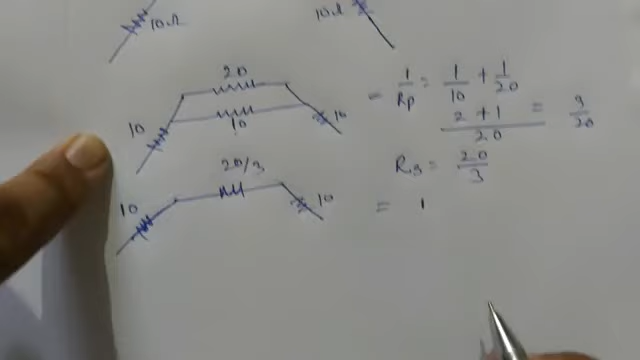 10Ω 10Ω
20
10 10 10
= 1/Rp = 1/10 + 1/20
2 + 1 / 20 = 3/20
20/3
Rs = 20/3
10 10
= 1